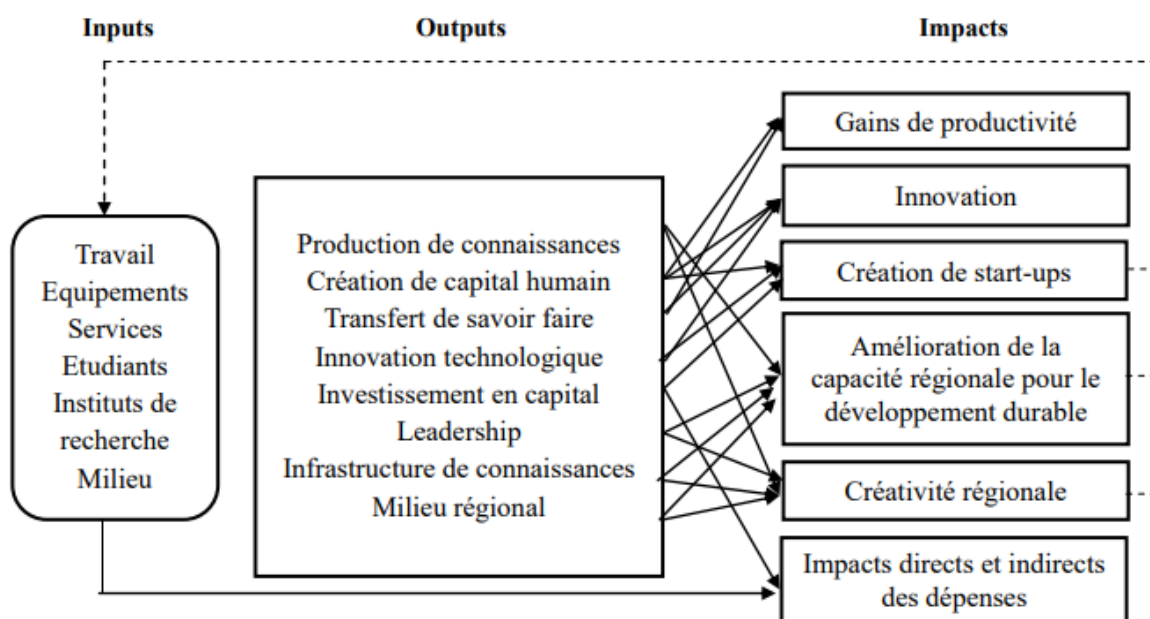 Inputs
Outputs
Impacts
Travail
Equipements
Services
Etudiants
Instituts de
recherche
Milieu
Production de connaissances
Création de capital humain
Transfert de savoir faire
Innovation technologique
Investissement en capital
Leadership
Infrastructure de connaissances
Milieu régional
Gains de productivité
Innovation
Création de start-ups
Amélioration de la
capacité régionale pour le
développement durable
Créativité régionale
Impacts directs et indirects
des dépenses